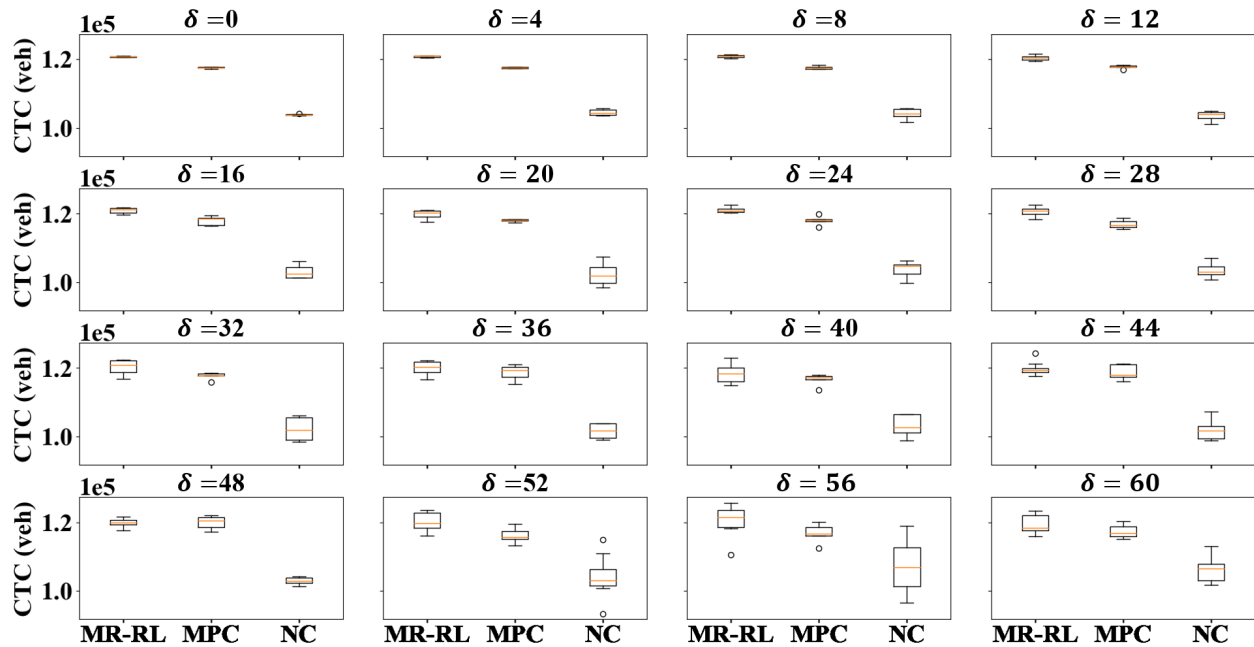 1e5 δ =0 δ =4 δ =8 δ = 12
CTC (veh) 1.2 1.0
1e5 δ =16 δ = 20 δ =24 δ = 28
CTC (veh) 1.2 1.0
1e5 δ =32 δ = 36 δ = 40 δ = 44
CTC (veh) 1.2 1.0
1e5 δ =48 δ =52 δ = 56 δ = 60
CTC (veh) 1.2 1.0
MR-RL MPC NC MR-RL MPC NC MR-RL MPC NC MR-RL MPC NC